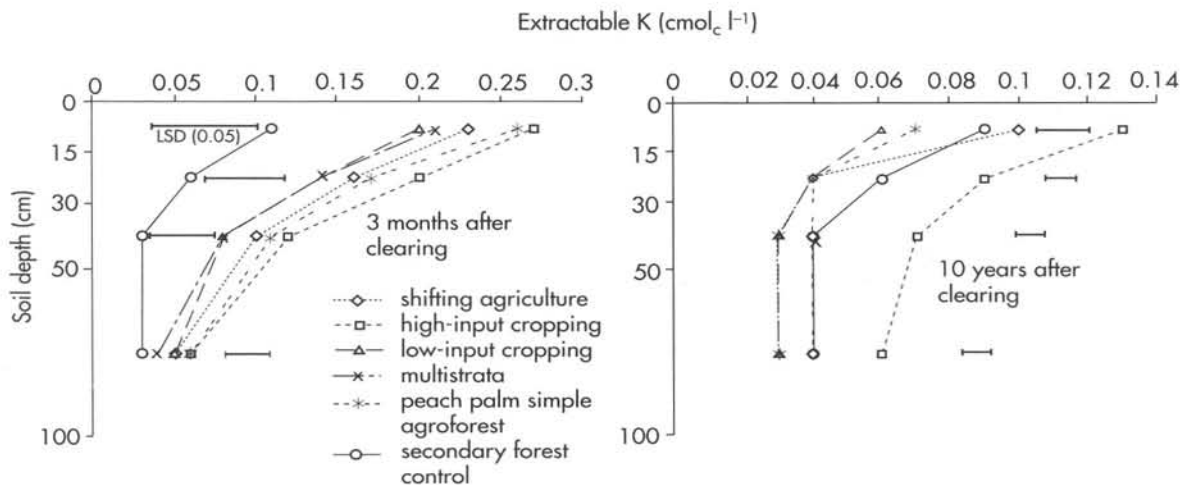 Extractable K (cmol_c l⁻¹)
0 0.05 0.1 0.15 0.2 0.25 0.3
0
15
30
50
100
Soil depth (cm)
LSD (0.05)
3 months after
clearing
shifting agriculture
high-input cropping
low-input cropping
multistrata
peach palm simple
agroforest
secondary forest
control
0 0.02 0.04 0.06 0.08 0.1 0.12 0.14
0
15
30
50
100
10 years after
clearing